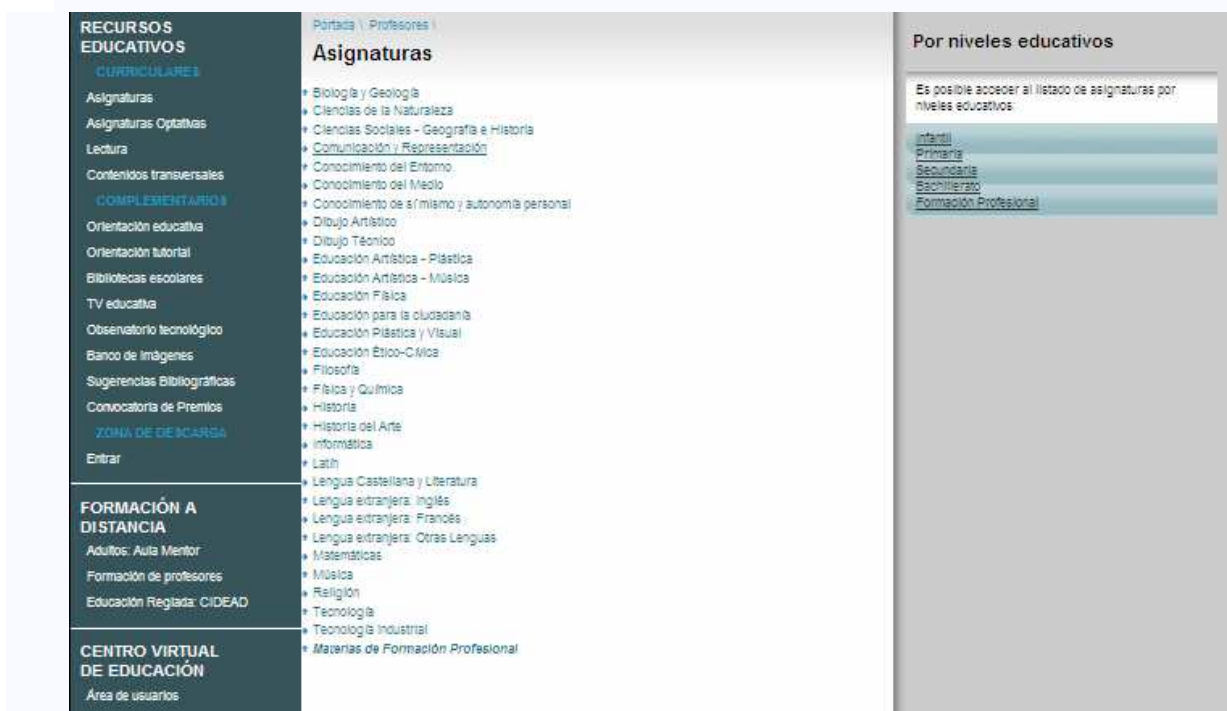 RECURSOS
EDUCATIVOS
CURRICULARES
Asignaturas
Asignaturas Optativas
Lectura
Contenidos transversales
COMPLEMENTARIOS
Orientación educativa
Orientación tutorial
Bibliotecas escolares
TV educativa
Observatorio tecnológico
Banco de imágenes
Sugerencias Bibliográficas
Convocatoria de Premios
ZONA DE DESCARGA
Entrar
FORMACIÓN A
DISTANCIA
Adultos: Aula Mentor
Formación de profesores
Educación Reglada: CIDEAD
CENTRO VIRTUAL
DE EDUCACIÓN
Área de usuarios
Portada \ Profesores \
Asignaturas
Biología y Geología
Ciencias de la Naturaleza
Ciencias Sociales - Geografía e Historia
Comunicación y Representación
Conocimiento del Entorno
Conocimiento del Medio
Conocimiento de sí mismo y autonomía personal
Dibujo Artístico
Dibujo Técnico
Educación Artística - Plástica
Educación Artística - Música
Educación Física
Educación para la ciudadanía
Educación Plástica y Visual
Educación Ético-Cívica
Filosofía
Física y Química
Historia
Historia del Arte
Informática
Latín
Lengua Castellana y Literatura
Lengua extranjera: Inglés
Lengua extranjera: Francés
Lengua extranjera: Otras Lenguas
Matemáticas
Música
Religión
Tecnología
Tecnología Industrial
Materias de Formación Profesional
Por niveles educativos
Es posible acceder al listado de asignaturas por
niveles educativos:
Infantil
Primaria
Secundaria
Bachillerato
Formación Profesional